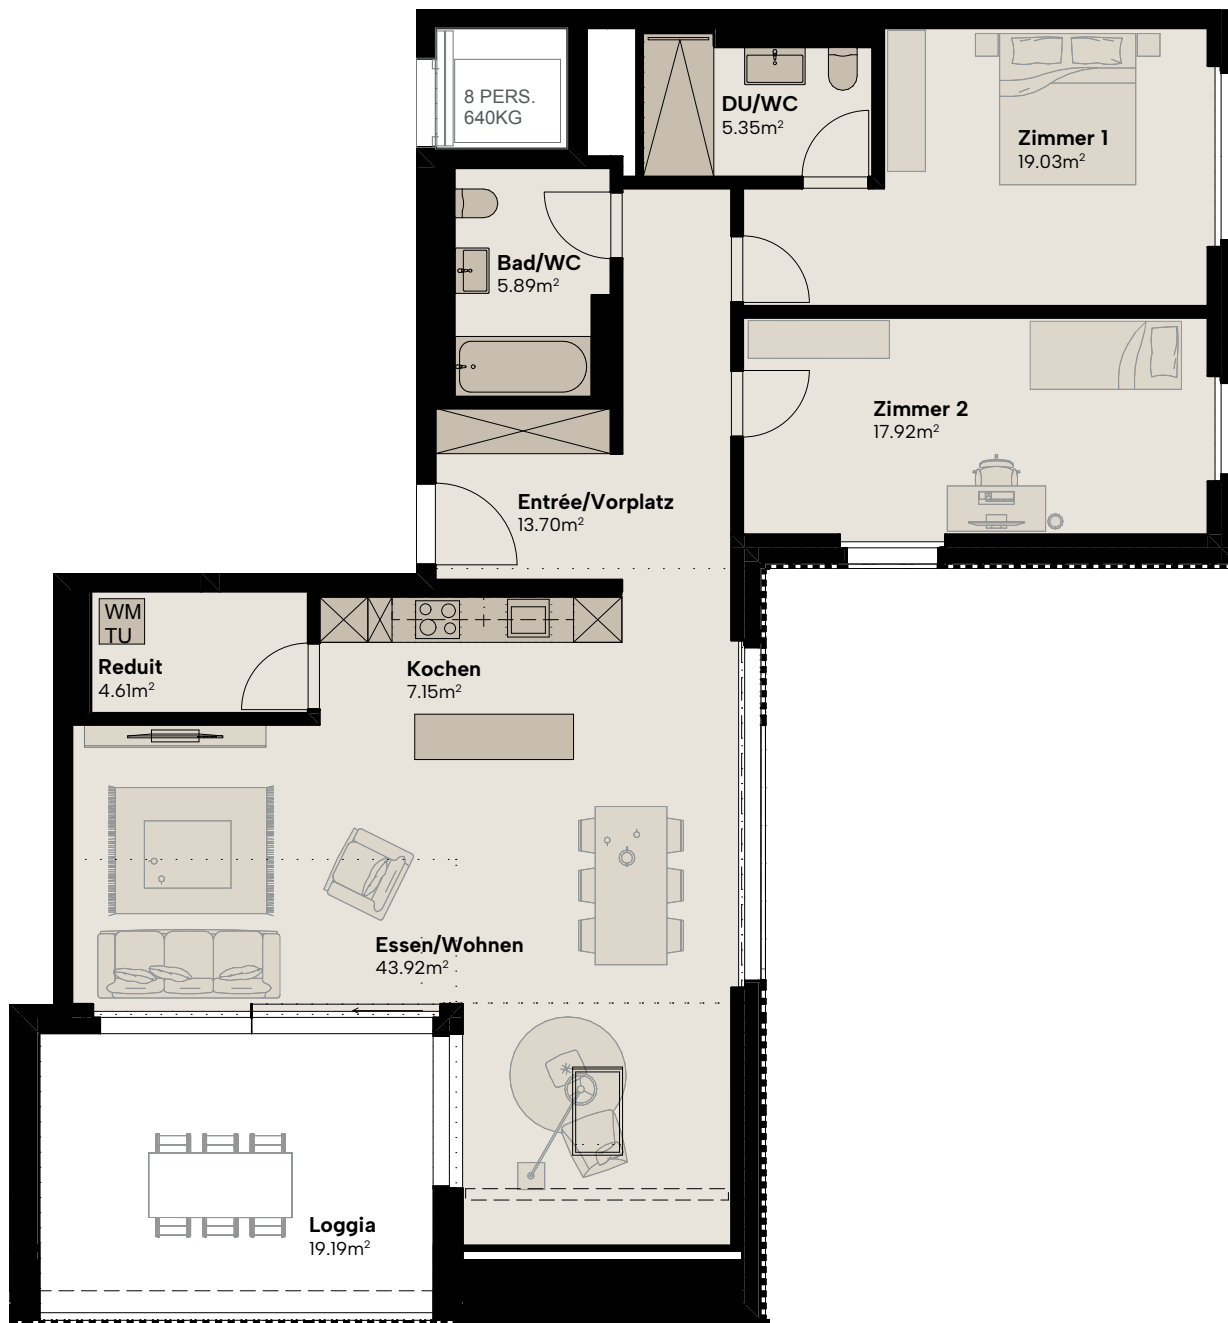 8 PERS.
640KG
DU/WC
5.35m²
Zimmer 1
19.03m²
Bad/WC
5.89m²
Zimmer 2
17.92m²
Entrée/Vorplatz
13.70m²
WM
TU
Reduit
4.61m²
Kochen
7.15m²
Essen/Wohnen
43.92m²
Loggia
19.19m²